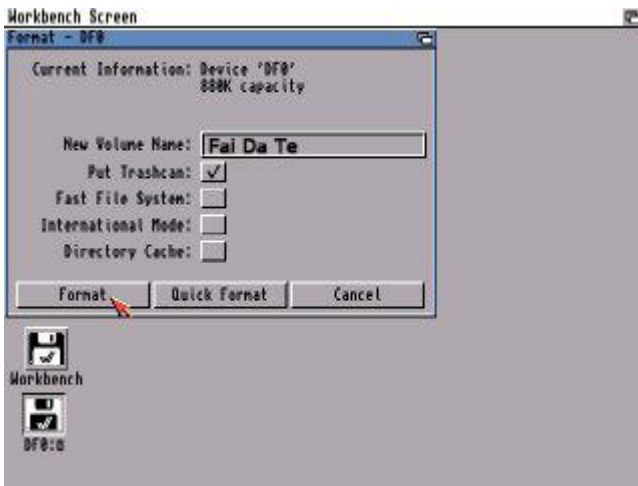 Workbench Screen
Format - DF0
Current Information: Device 'DF0'
880K capacity
New Volume Name: Fai Da Te
Put Trashcan:
Fast File System:
International Mode:
Directory Cache:
Format Quick Format Cancel
Workbench
DF0: